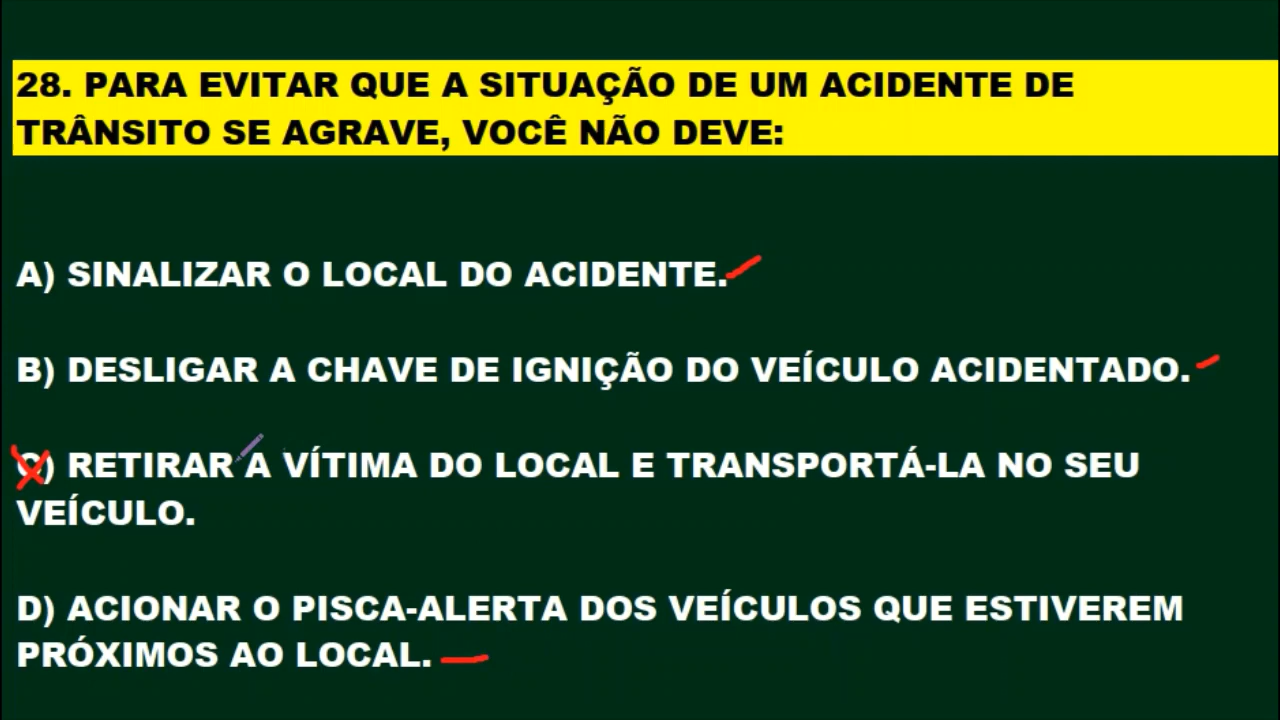 28. PARA EVITAR QUE A SITUAÇÃO DE UM ACIDENTE DE
TRÂNSITO SE AGRAVE, VOCÊ NÃO DEVE:
A) SINALIZAR O LOCAL DO ACIDENTE.
B) DESLIGAR A CHAVE DE IGNIÇÃO DO VEÍCULO ACIDENTADO.
C) RETIRAR A VÍTIMA DO LOCAL E TRANSPORTÁ-LA NO SEU
VEÍCULO.
D) ACIONAR O PISCA-ALERTA DOS VEÍCULOS QUE ESTIVEREM
PRÓXIMOS AO LOCAL.